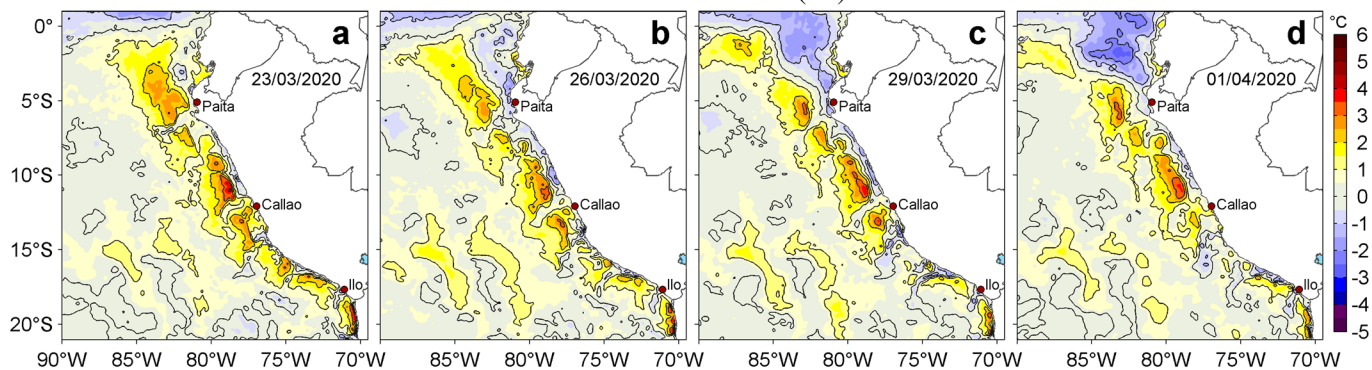 a
b
c
d
°C
23/03/2020
26/03/2020
29/03/2020
01/04/2020
Paita
Paita
Paita
Paita
Callao
Callao
Callao
Callao
Ilo
Ilo
Ilo
Ilo
0°
5°S
10°S
15°S
20°S
90°W 85°W 80°W 75°W 70°W
85°W 80°W 75°W 70°W
85°W 80°W 75°W 70°W
85°W 80°W 75°W 70°W
6
5
4
3
2
1
0
-1
-2
-3
-4
-5